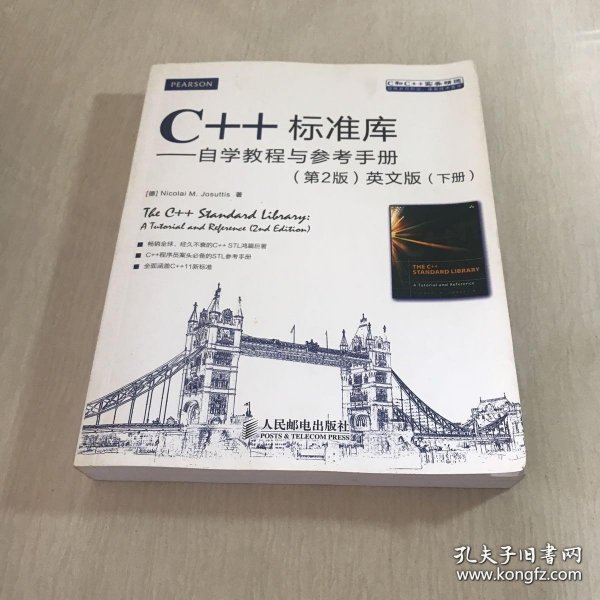 PEARSON
C和C++实务精选
C++ 标准库
——自学教程与参考手册
（第2版）英文版（下册）
[德] Nicolai M. Josuttis 著
The C++ Standard Library:
A Tutorial and Reference (2nd Edition)
■ 畅销全球、经久不衰的C++ STL鸿篇巨著
■ C++程序员案头必备的STL参考手册
■ 全面涵盖C++11新标准
THE C++
STANDARD LIBRARY
A Tutorial and Reference
人民邮电出版社
POSTS & TELECOM PRESS
孔夫子旧书网
www.kongfz.com